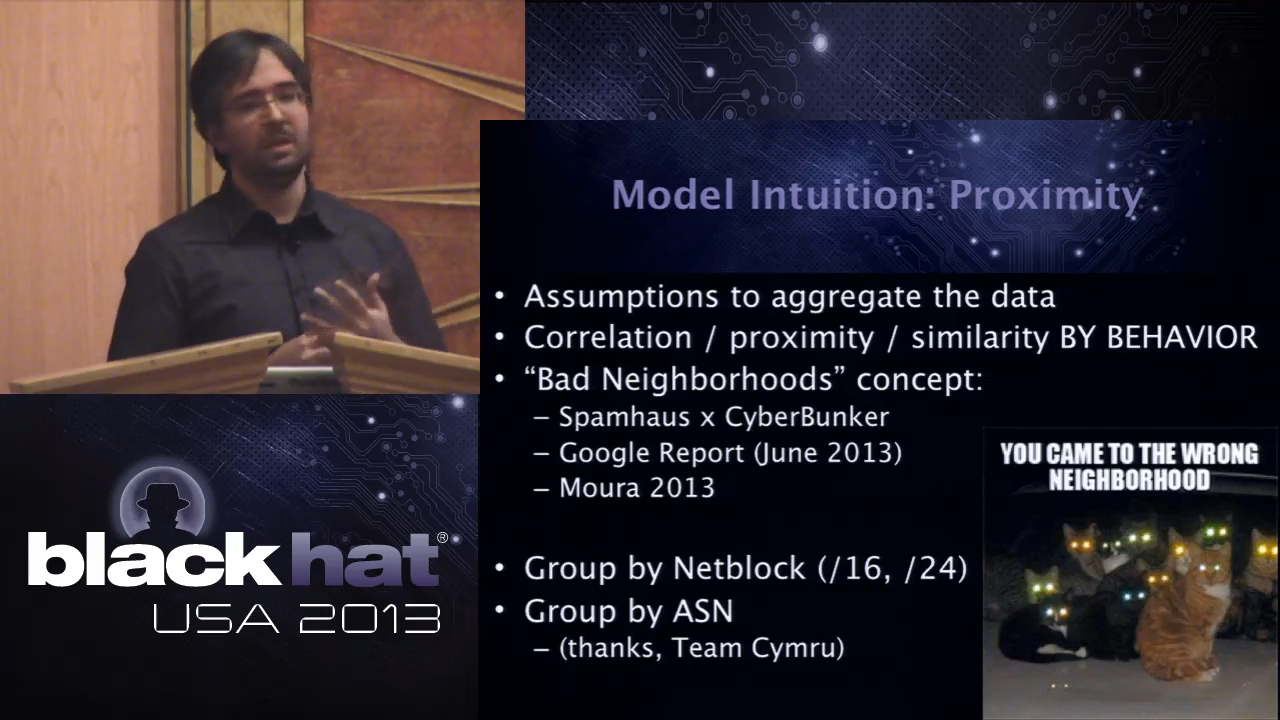 Model Intuition: Proximity
• Assumptions to aggregate the data
• Correlation / proximity / similarity BY BEHAVIOR
• “Bad Neighborhoods” concept:
– Spamhaus x CyberBunker
– Google Report (June 2013)
– Moura 2013
YOU CAME TO THE WRONG
NEIGHBORHOOD
• Group by Netblock (/16, /24)
• Group by ASN
– (thanks, Team Cymru)
black hat®
USA 2013